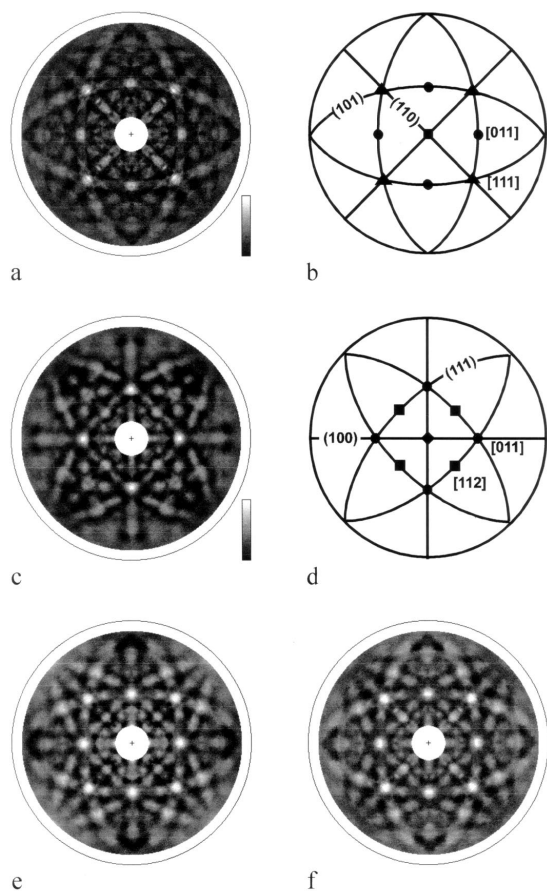 (101)
(110)
[011]
[111]
a
b
(111)
(100)
[011]
[112]
c
d
e
f